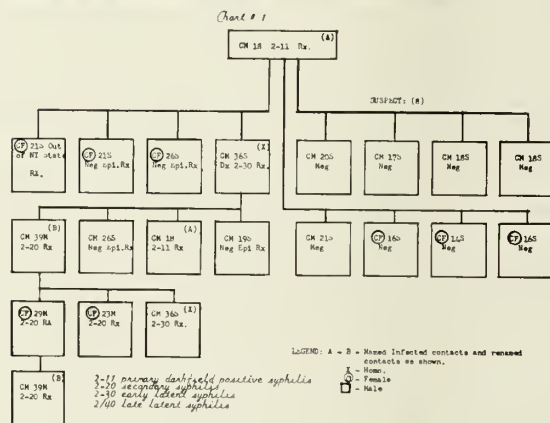 Chart # 1
(A)
CM 18 2-11 Rx.
SUSPECT: (8)
CF 21S Out
of NY state
RX.
CF 21S
Neg Epi.Rx
CF 26S
Neg Epi.Rx
(X)
CM 36S
Dx 2-30 Rx.
CM 20S
Neg
CM 17S
Neg
CM 18S
Neg
CM 18S
Neg
(B)
CM 39M
2-20 Rx
CM 26S
Neg Epi.Rx
(A)
CM 18
2-11 Rx
CM 19S
Neg Epi Rx
CM 21S
Neg
CF 16S
Neg
CF 14S
Neg
CF 16S
Neg
CF 29M
2-20 RX
CF 23M
2-20 Rx
(X)
CM 36S
2-30 Rx.
(B)
CM 39M
2-20 Rx
LEGEND: A - B - Named Infected contacts and renamed
contacts as shown.
X - Homo.
O - Female
- Male
2-11 primary darkfield positive syphilis
2-20 secondary syphilis
2-30 early latent syphilis
2/40 late latent syphilis